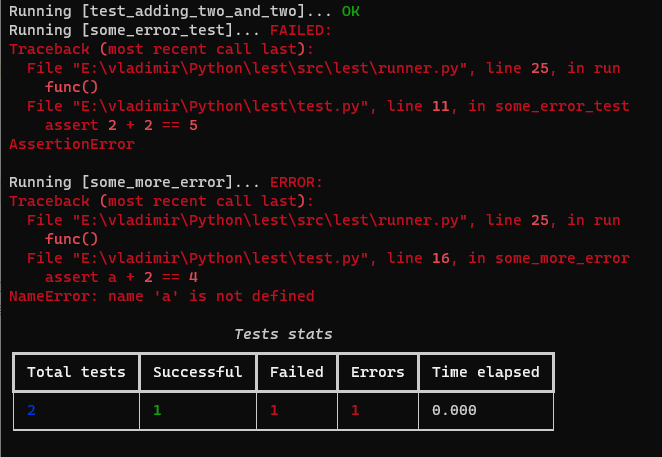 Running [test_adding_two_and_two]... OK
Running [some_error_test]... FAILED:
Traceback (most recent call last):
  File "E:\vladimir\Python\lest\src\lest\runner.py", line 25, in run
    func()
  File "E:\vladimir\Python\lest\test.py", line 11, in some_error_test
    assert 2 + 2 == 5
AssertionError
Running [some_more_error]... ERROR:
Traceback (most recent call last):
  File "E:\vladimir\Python\lest\src\lest\runner.py", line 25, in run
    func()
  File "E:\vladimir\Python\lest\test.py", line 16, in some_more_error
    assert a + 2 == 4
NameError: name 'a' is not defined
Tests stats
Total tests Successful Failed Errors Time elapsed
2 1 1 1 0.000